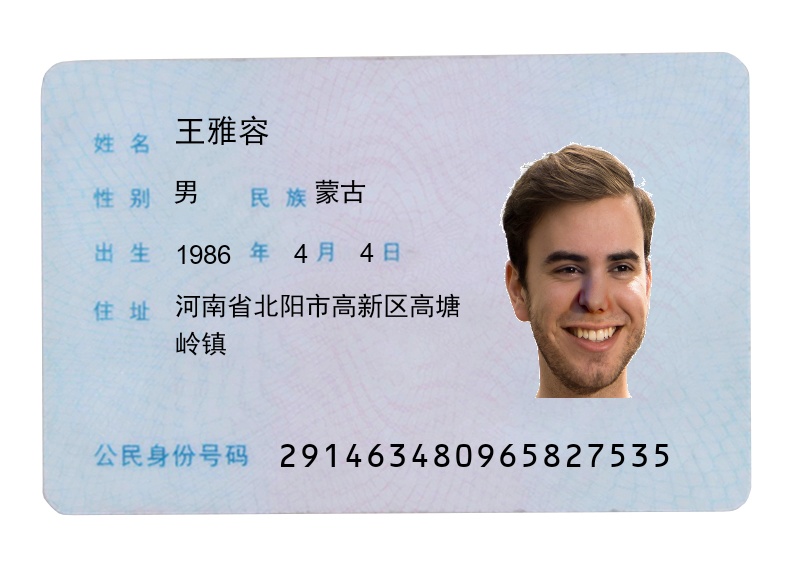 姓名 王雅容
性别 男 民族 蒙古
出生 1986 年 4 月 4 日
住址 河南省北阳市高新区高塘
岭镇
公民身份号码 291463480965827535